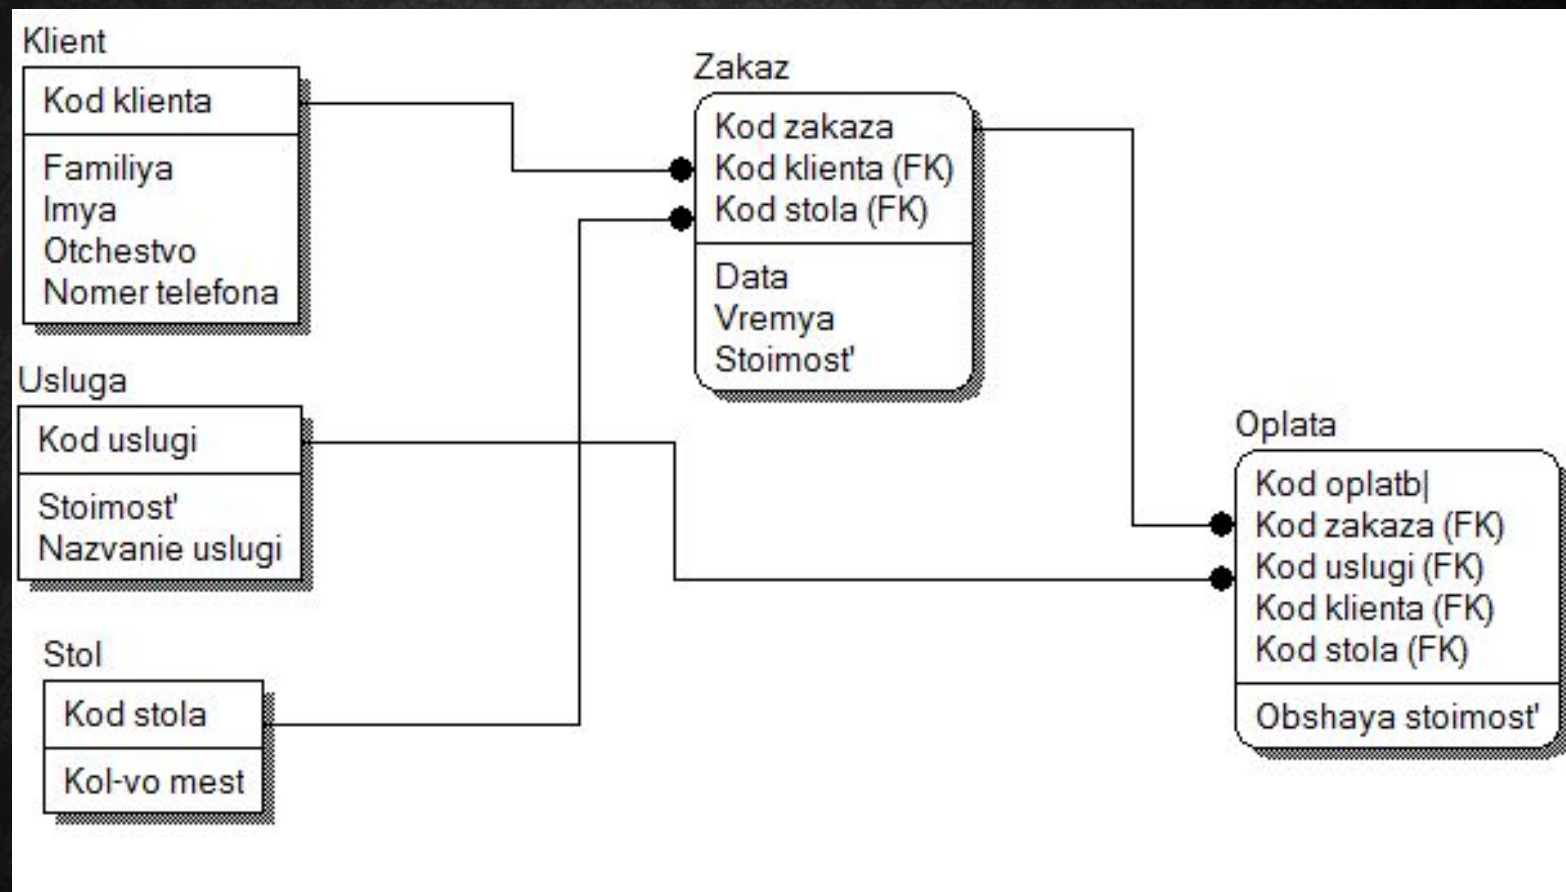 Klient
Kod klienta
Familiya
Imya
Otchestvo
Nomer telefona
Usluga
Kod uslugi
Stoimost'
Nazvanie uslugi
Stol
Kod stola
Kol-vo mest
Zakaz
Kod zakaza
Kod klienta (FK)
Kod stola (FK)
Data
Vremya
Stoimost'
Oplata
Kod oplatb|
Kod zakaza (FK)
Kod uslugi (FK)
Kod klienta (FK)
Kod stola (FK)
Obshaya stoimost'